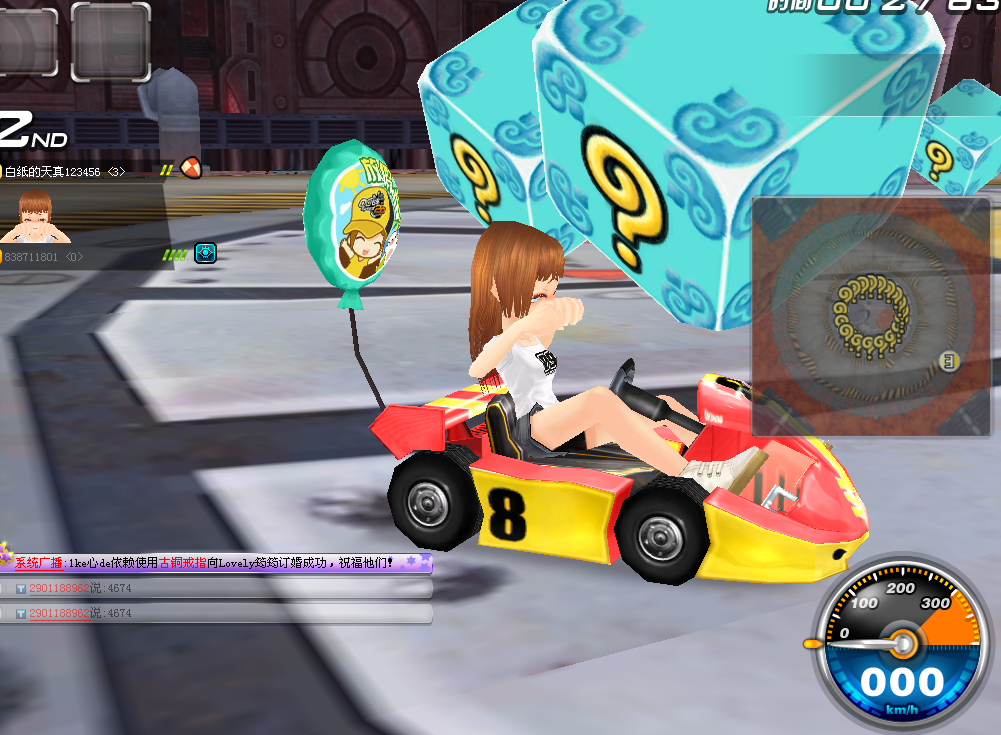 2ND
白纸的天真123456 <3>
838711801 <0>
8
3
系统广播:1ke心de依赖使用古铜戒指向Lovely筠筠订婚成功，祝福他们!
2901188962说:4674
2901188962说:4674
0 100 200 300
000
km/h